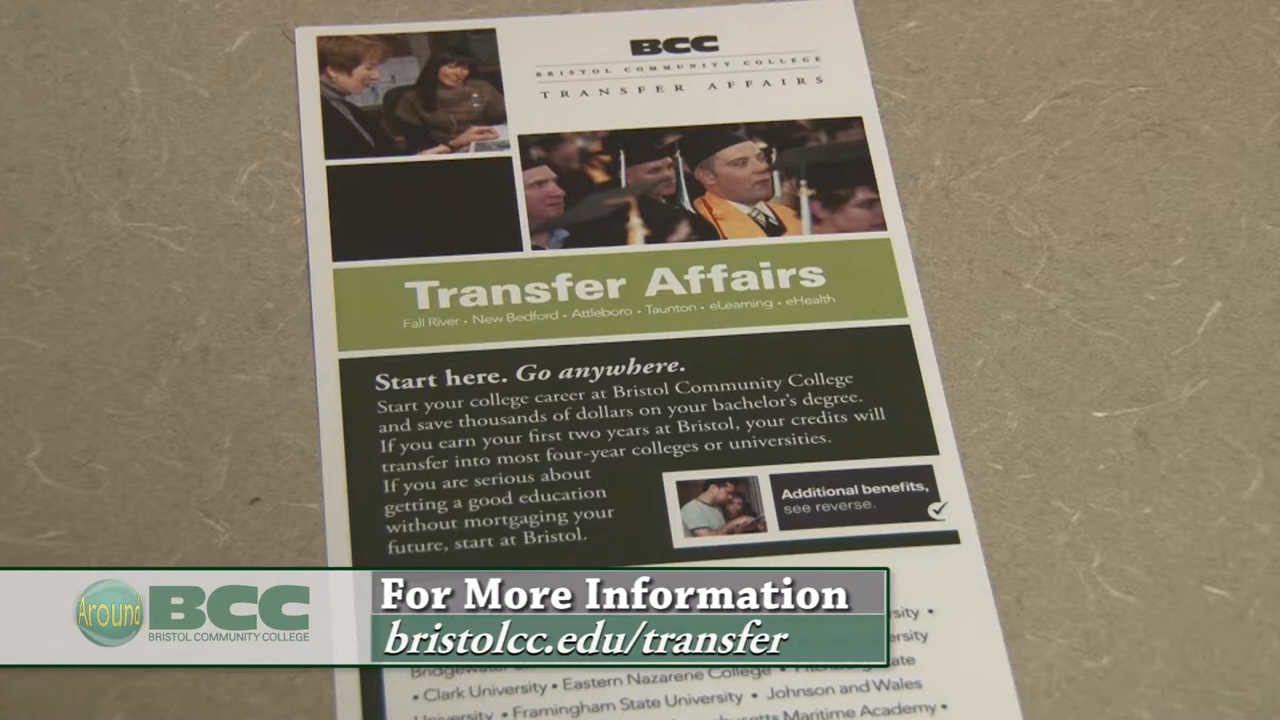 BCC
BRISTOL COMMUNITY COLLEGE
TRANSFER AFFAIRS
Transfer Affairs
Fall River • New Bedford • Attleboro • Taunton • eLearning • eHealth
Start here. Go anywhere.
Start your college career at Bristol Community College
and save thousands of dollars on your bachelor's degree.
If you earn your first two years at Bristol, your credits will
transfer into most four-year colleges or universities.
If you are serious about
getting a good education
without mortgaging your
future, start at Bristol.
Additional benefits,
see reverse.
Around BCC
BRISTOL COMMUNITY COLLEGE
For More Information
bristolcc.edu/transfer
• Clark University • Eastern Nazarene College •
University • Framingham State University • Johnson and Wales
Maritime Academy •